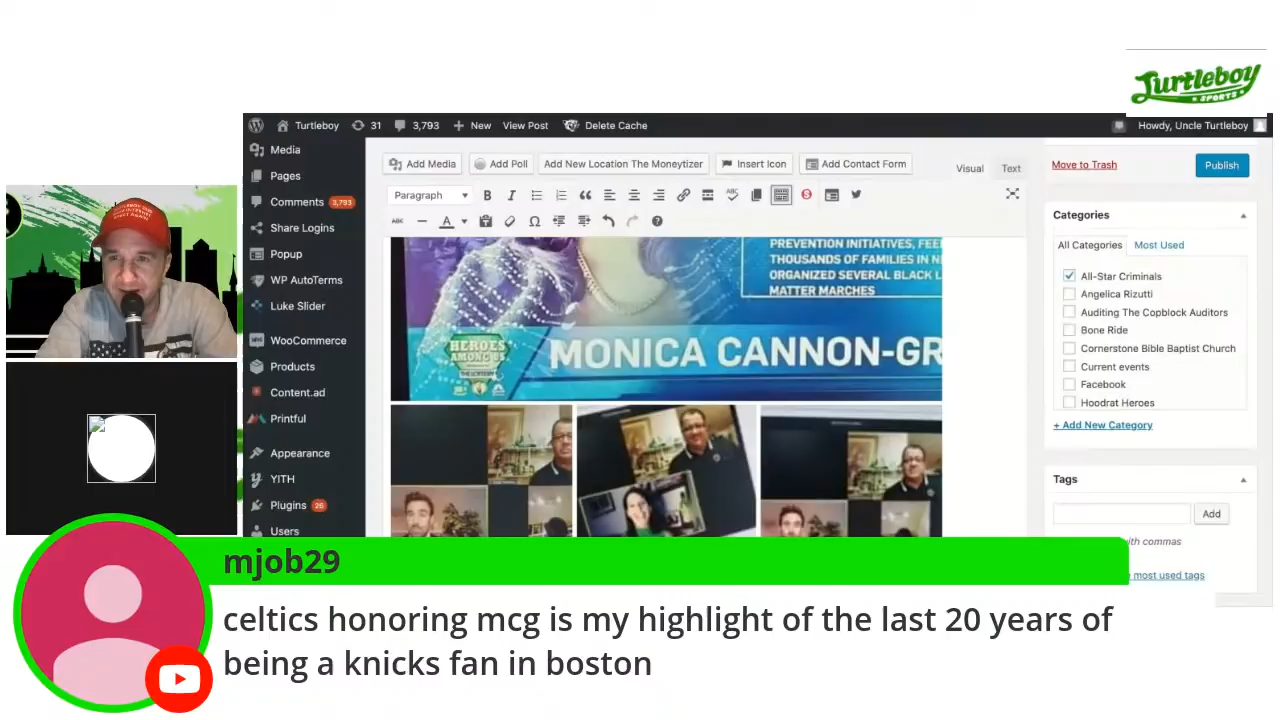 Turtleboy
SPORTS
Turtleboy 31 3,793 New View Post Delete Cache Howdy, Uncle Turtleboy
Media
Pages
Comments 3,793
Share Logins
Popup
WP AutoTerms
Luke Slider
WooCommerce
Products
Content.ad
Printful
Appearance
YITH
Plugins 26
Users
Add Media Add Poll Add New Location The Moneytizer Insert Icon Add Contact Form Visual Text
Paragraph B I ABC
ABC A Ω
PREVENTION INITIATIVES, FEE
THOUSANDS OF FAMILIES IN N
ORGANIZED SEVERAL BLACK L
MATTER MARCHES
HEROES
AMONG US
MONICA CANNON-GR
Move to Trash Publish
Categories
All Categories Most Used
All-Star Criminals
Angelica Rizutti
Auditing The Copblock Auditors
Bone Ride
Cornerstone Bible Baptist Church
Current events
Facebook
Hoodrat Heroes
+ Add New Category
Tags
Add
with commas
most used tags
mjob29
celtics honoring mcg is my highlight of the last 20 years of
being a knicks fan in boston